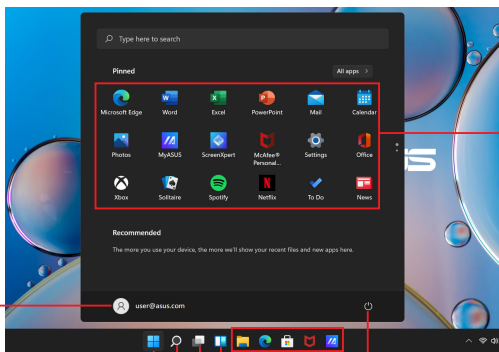 Type here to search
Pinned
All apps >
Microsoft Edge Word Excel PowerPoint Mail Calendar
Photos MyASUS ScreenXpert McAfee® Personal... Settings Office
Xbox Solitaire Spotify Netflix To Do News
Recommended
The more you use your device, the more we'll show your recent files and new apps here.
user@asus.com